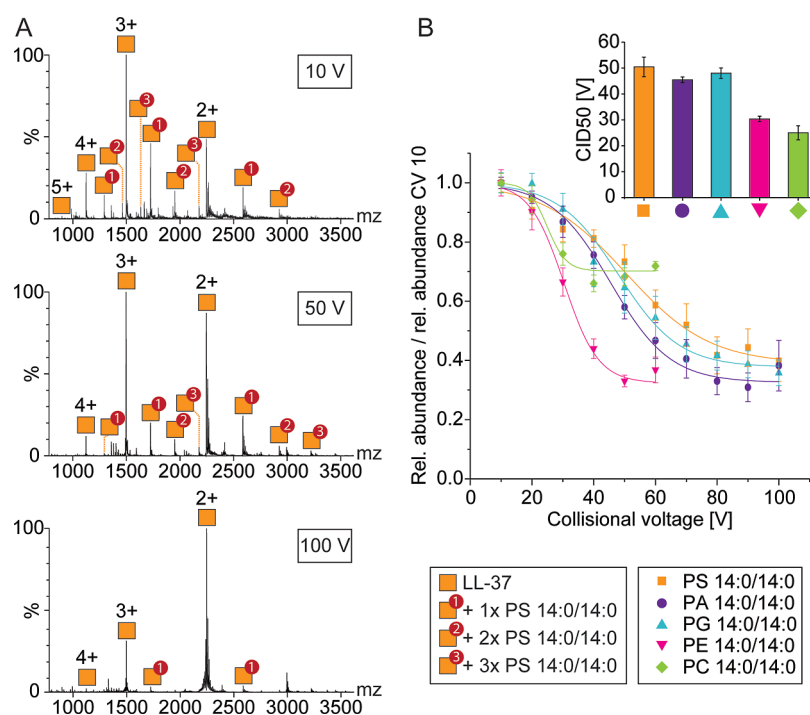 A
10 V
100
%
0
5+
4+
3+
2+
1
2
3
1
2
3
1
2
1000 1500 2000 2500 3000 3500 mz
50 V
100
%
0
4+
3+
2+
1
1
2
3
1
2
3
1000 1500 2000 2500 3000 3500 mz
100 V
100
%
0
4+
3+
2+
1
1
1000 1500 2000 2500 3000 3500 mz
B
CID50 [V]
60
50
40
30
20
10
0
Rel. abundance / rel. abundance CV 10
1.0
0.8
0.6
0.4
0.2
0.0
0 20 40 60 80 100
Collisional voltage [V]
LL-37
1 + 1x PS 14:0/14:0
2 + 2x PS 14:0/14:0
3 + 3x PS 14:0/14:0
PS 14:0/14:0
PA 14:0/14:0
PG 14:0/14:0
PE 14:0/14:0
PC 14:0/14:0